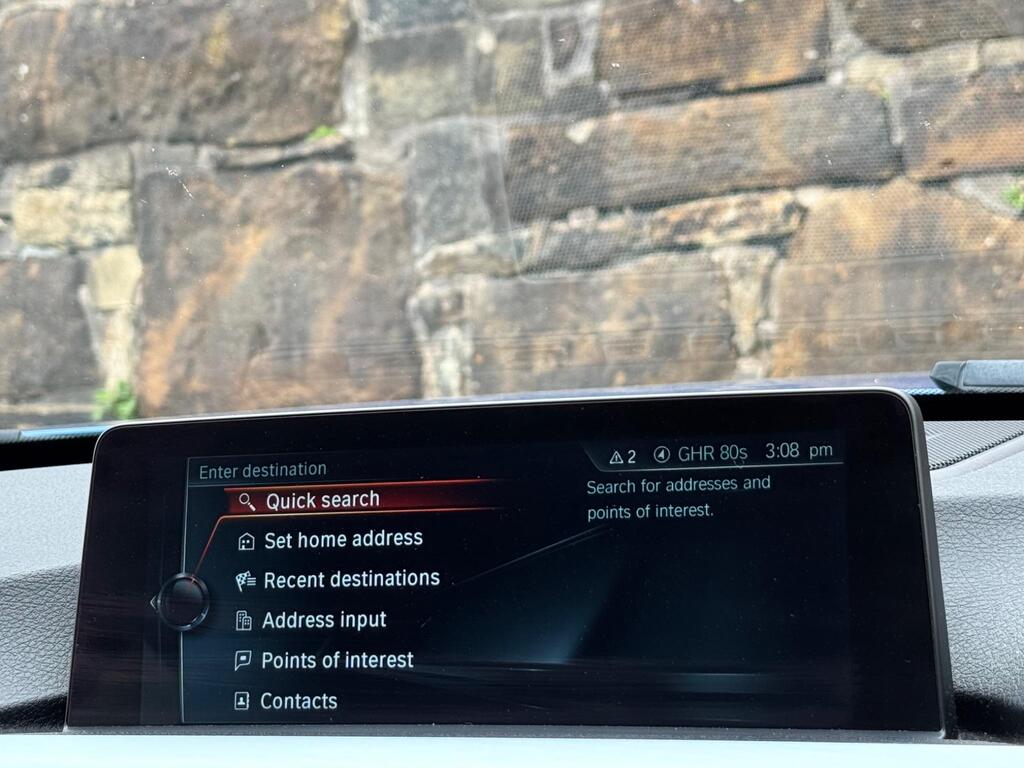 Enter destination
2 GHR 80s 3:08 pm
Quick search
Search for addresses and
points of interest.
Set home address
Recent destinations
Address input
Points of interest
Contacts